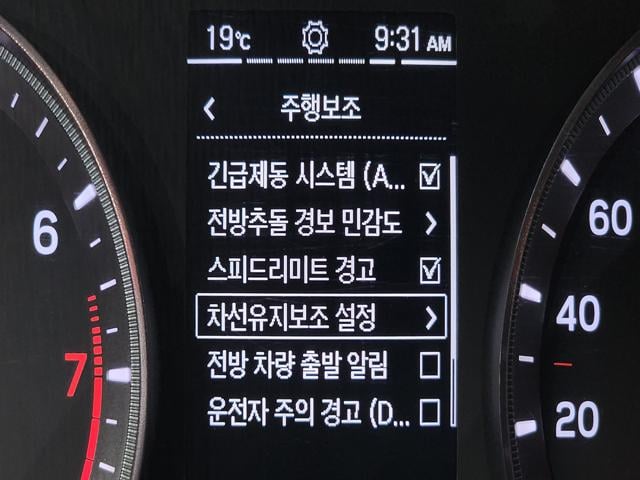 19℃ 9:31 AM
주행보조
긴급제동 시스템 (A...
전방추돌 경보 민감도
스피드리미트 경고
차선유지보조 설정
전방 차량 출발 알림
운전자 주의 경고 (D...
6
7
60
40
20